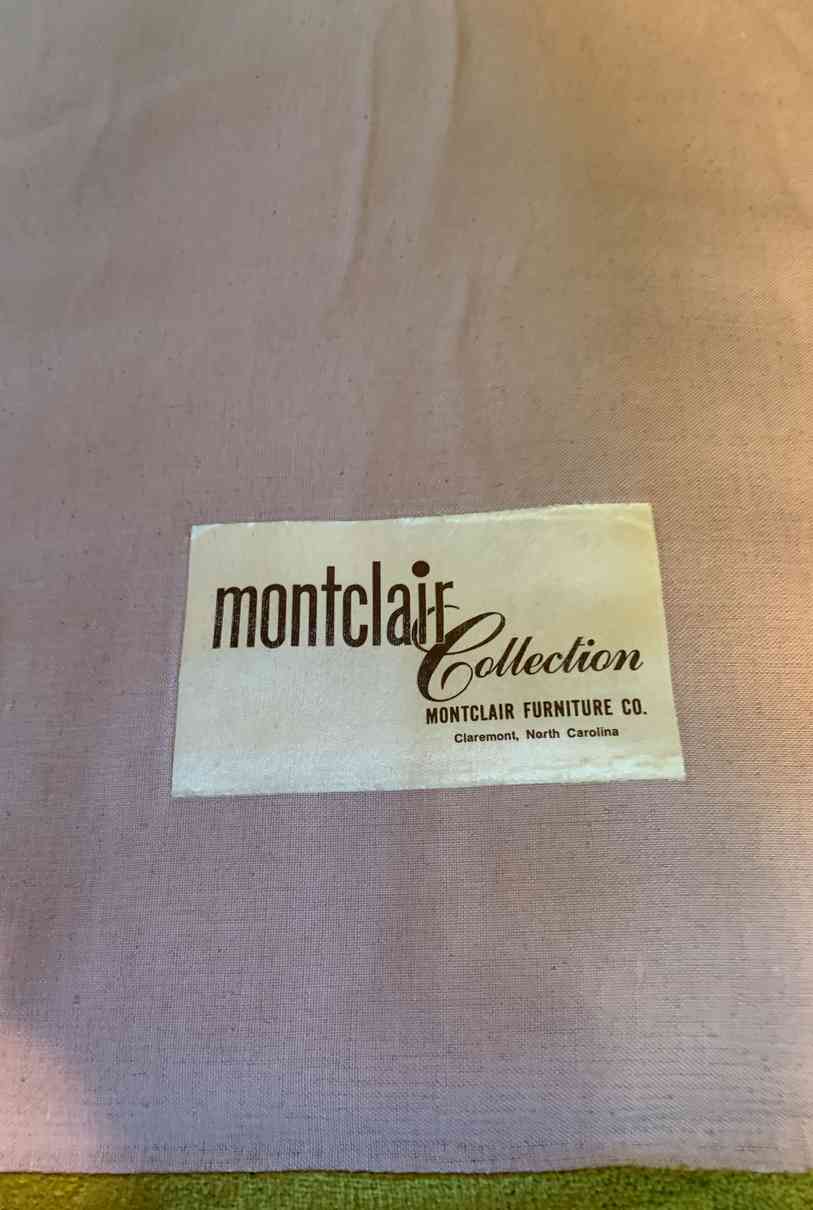 montclair
Collection
MONTCLAIR FURNITURE CO.
Claremont, North Carolina